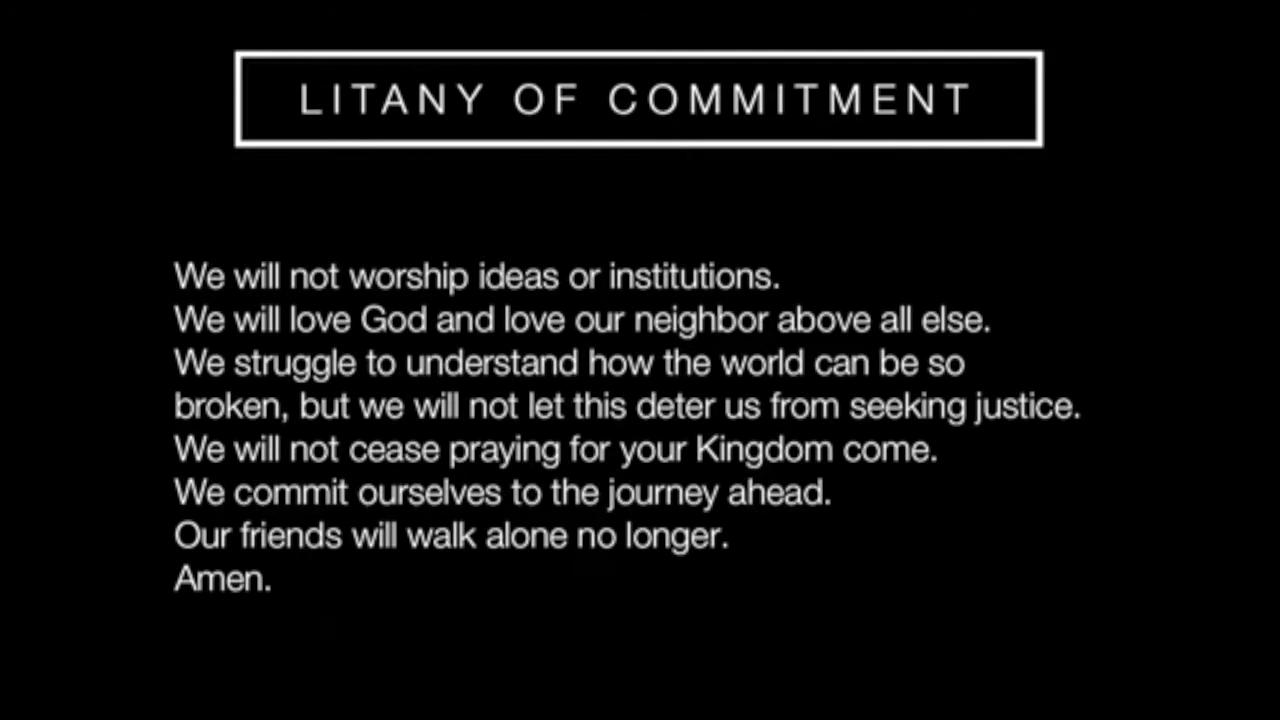 LITANY OF COMMITMENT
We will not worship ideas or institutions.
We will love God and love our neighbor above all else.
We struggle to understand how the world can be so
broken, but we will not let this deter us from seeking justice.
We will not cease praying for your Kingdom come.
We commit ourselves to the journey ahead.
Our friends will walk alone no longer.
Amen.